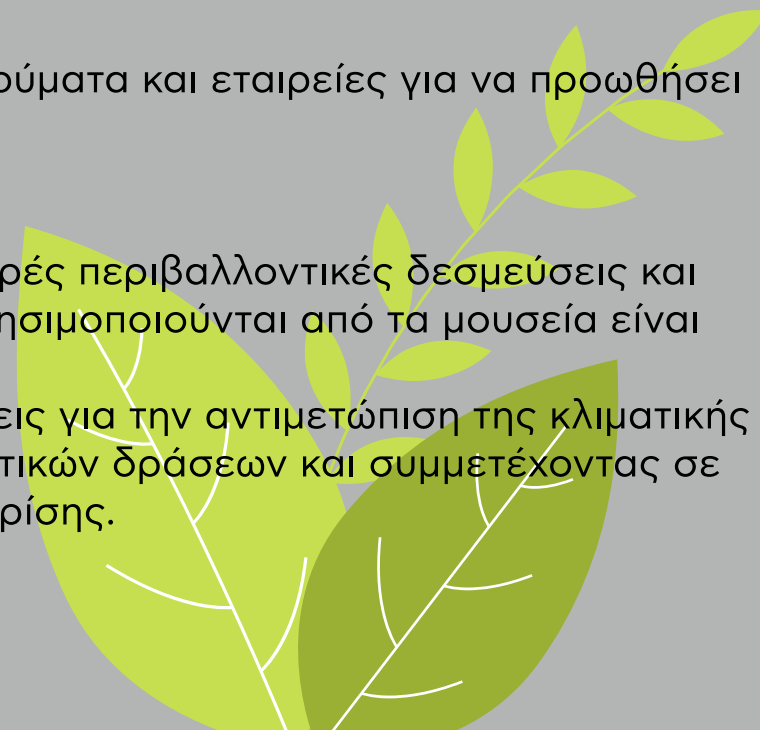 ούματα και εταιρείες για να προωθήσει
ρές περιβαλλοντικές δεσμεύσεις και
ησιμοποιούνται από τα μουσεία είναι
εις για την αντιμετώπιση της κλιματικής
τικών δράσεων και συμμετέχοντας σε
ρίσης.